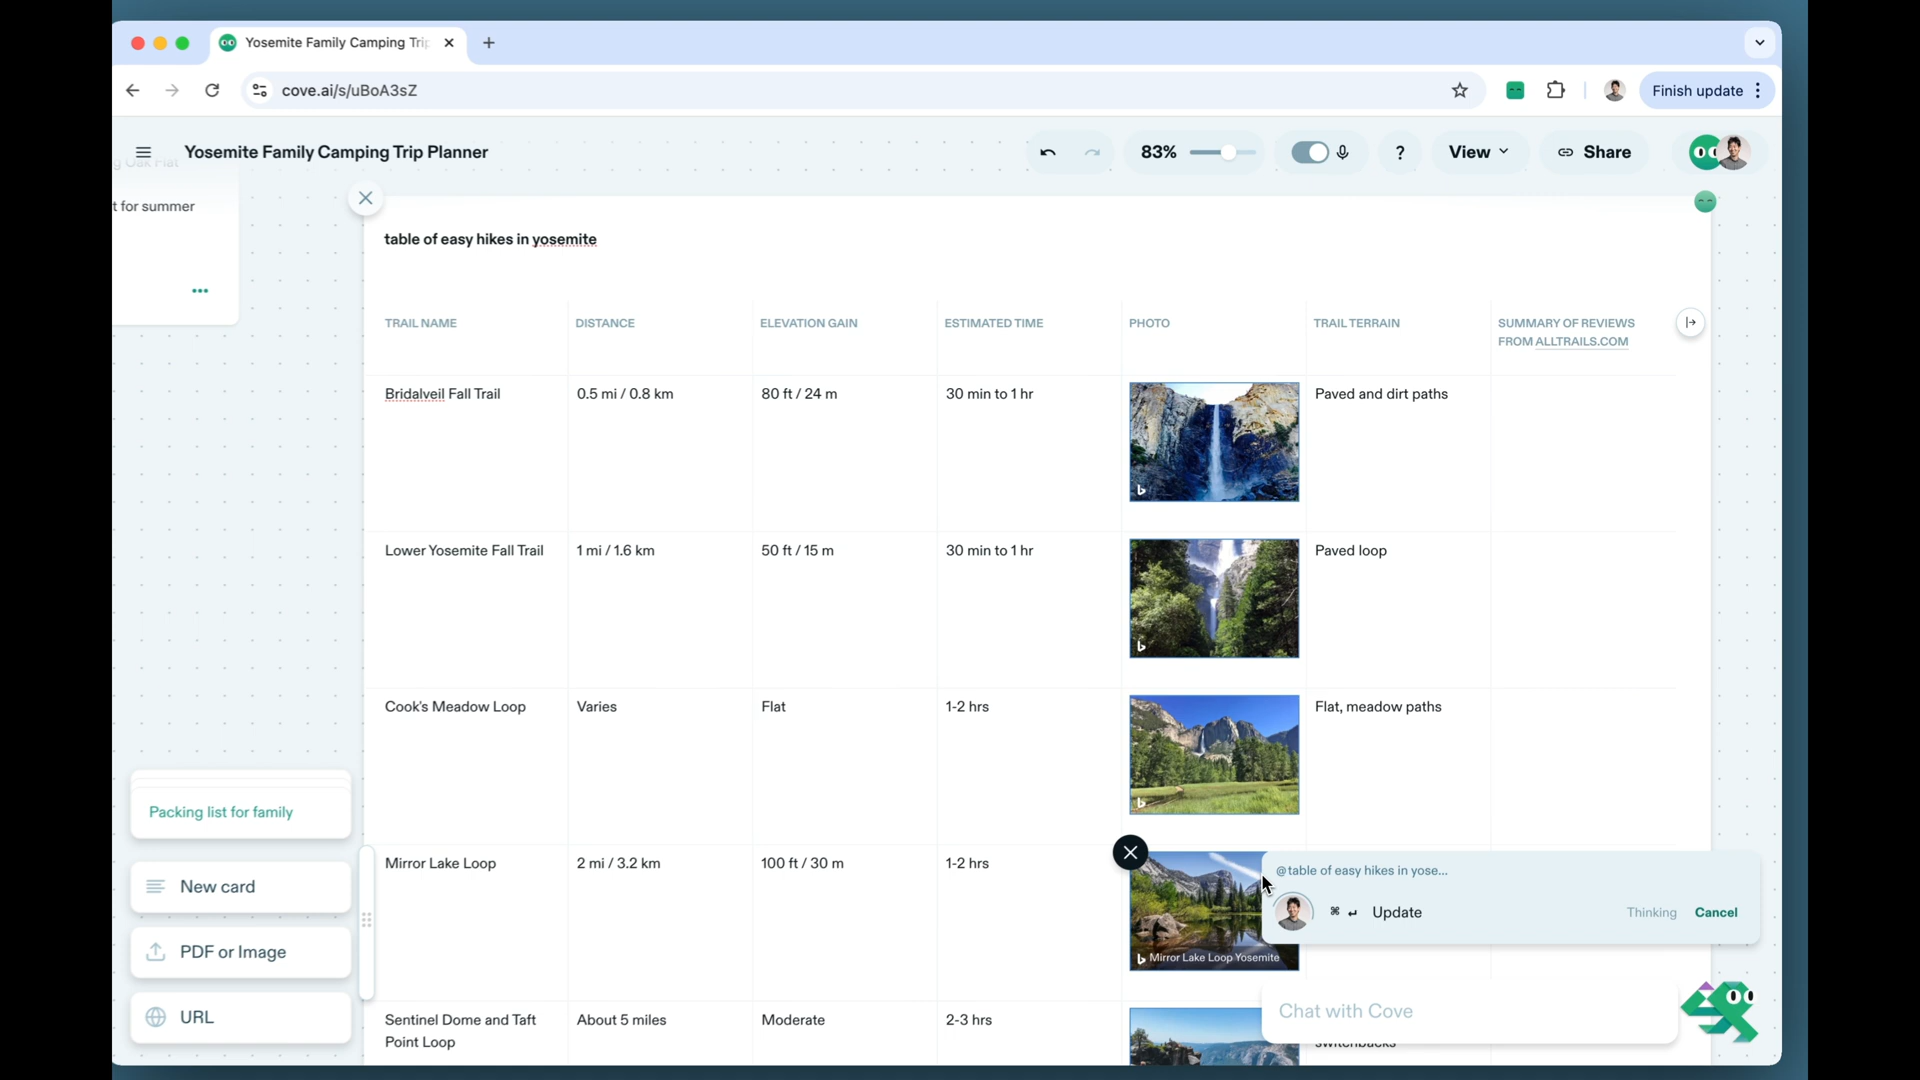 Yosemite Family Camping Trip
cove.ai/s/uBoA3sZ
Finish update
Yosemite Family Camping Trip Planner
83%
?
View
Share
g Oak Flat
t for summer
table of easy hikes in yosemite
TRAIL NAME
DISTANCE
ELEVATION GAIN
ESTIMATED TIME
PHOTO
TRAIL TERRAIN
SUMMARY OF REVIEWS
FROM ALLTRAILS.COM
Bridalveil Fall Trail
0.5 mi / 0.8 km
80 ft / 24 m
30 min to 1 hr
Paved and dirt paths
Lower Yosemite Fall Trail
1 mi / 1.6 km
50 ft / 15 m
30 min to 1 hr
Paved loop
Cook's Meadow Loop
Varies
Flat
1-2 hrs
Flat, meadow paths
Mirror Lake Loop
2 mi / 3.2 km
100 ft / 30 m
1-2 hrs
Mirror Lake Loop Yosemite
Sentinel Dome and Taft
Point Loop
About 5 miles
Moderate
2-3 hrs
switchbacks
Packing list for family
New card
PDF or Image
URL
@table of easy hikes in yose...
⌘ ↵ Update
Thinking
Cancel
Chat with Cove